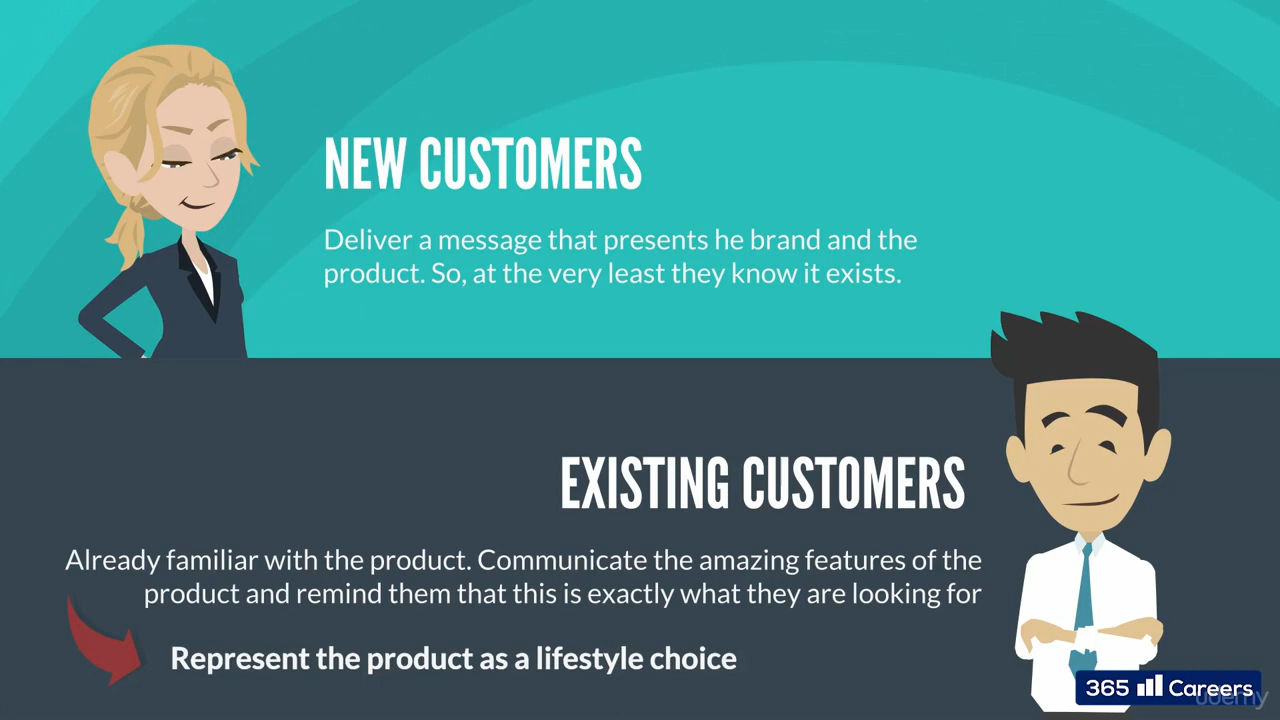 NEW CUSTOMERS
Deliver a message that presents he brand and the
product. So, at the very least they know it exists.
EXISTING CUSTOMERS
Already familiar with the product. Communicate the amazing features of the
product and remind them that this is exactly what they are looking for
Represent the product as a lifestyle choice
365 Careers
udemy